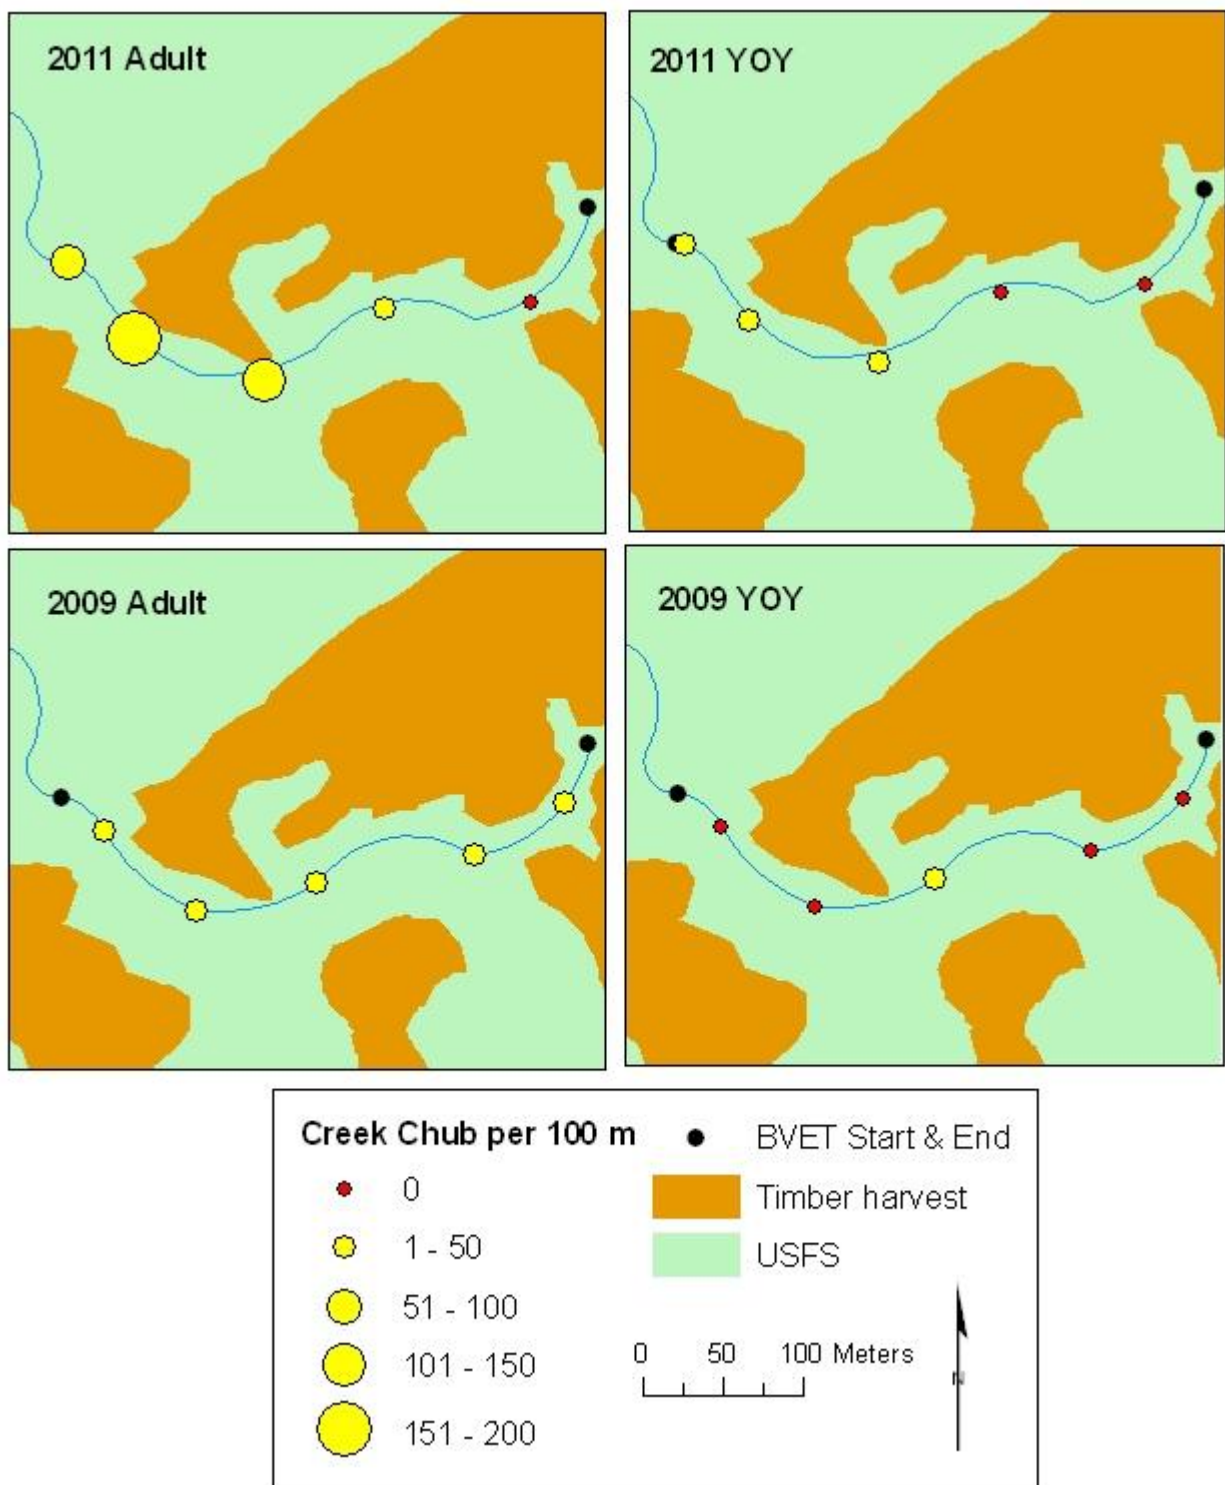 2011 Adult
2011 YOY
2009 Adult
2009 YOY
Creek Chub per 100 m
0
1 - 50
51 - 100
101 - 150
151 - 200
BVET Start & End
Timber harvest
USFS
0 50 100 Meters
N